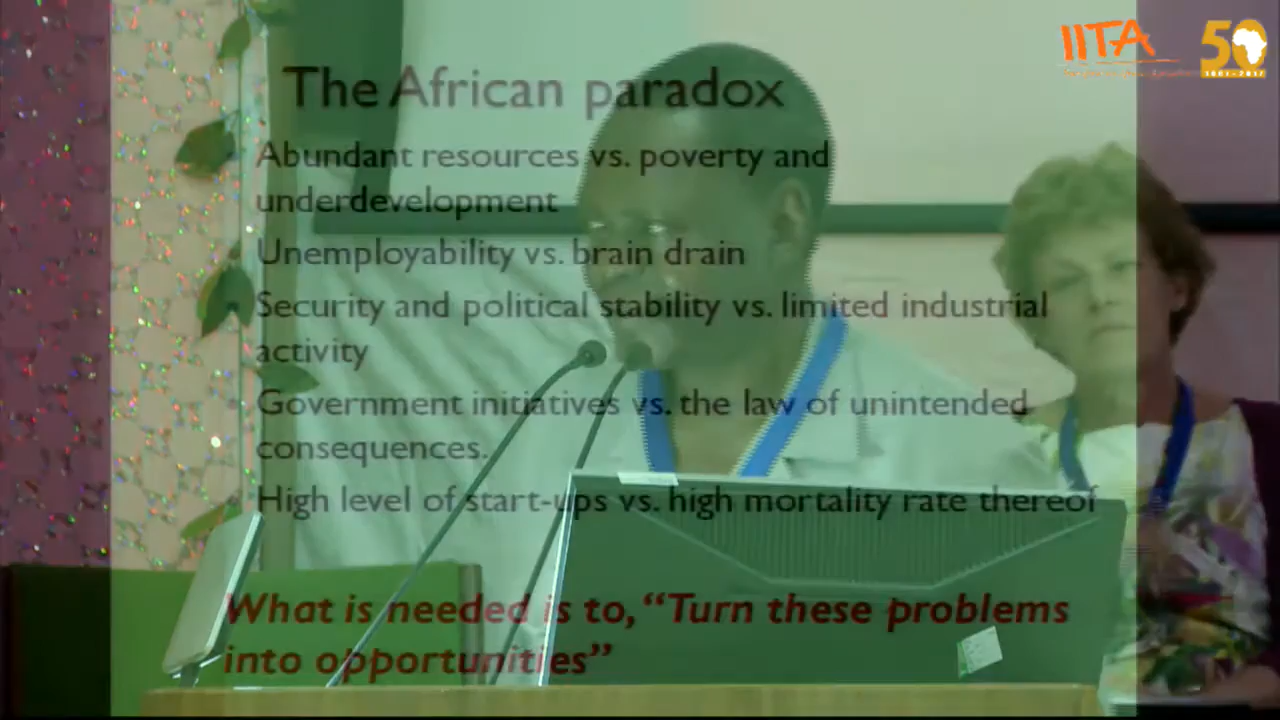 IITA
50
1967-2017
The African paradox
Abundant resources vs. poverty and
underdevelopment
Unemployability vs. brain drain
Security and political stability vs. limited industrial
activity
Government initiatives vs. the law of unintended
consequences.
High level of start-ups vs. high mortality rate thereof
What is needed is to, “Turn these problems
into opportunities”